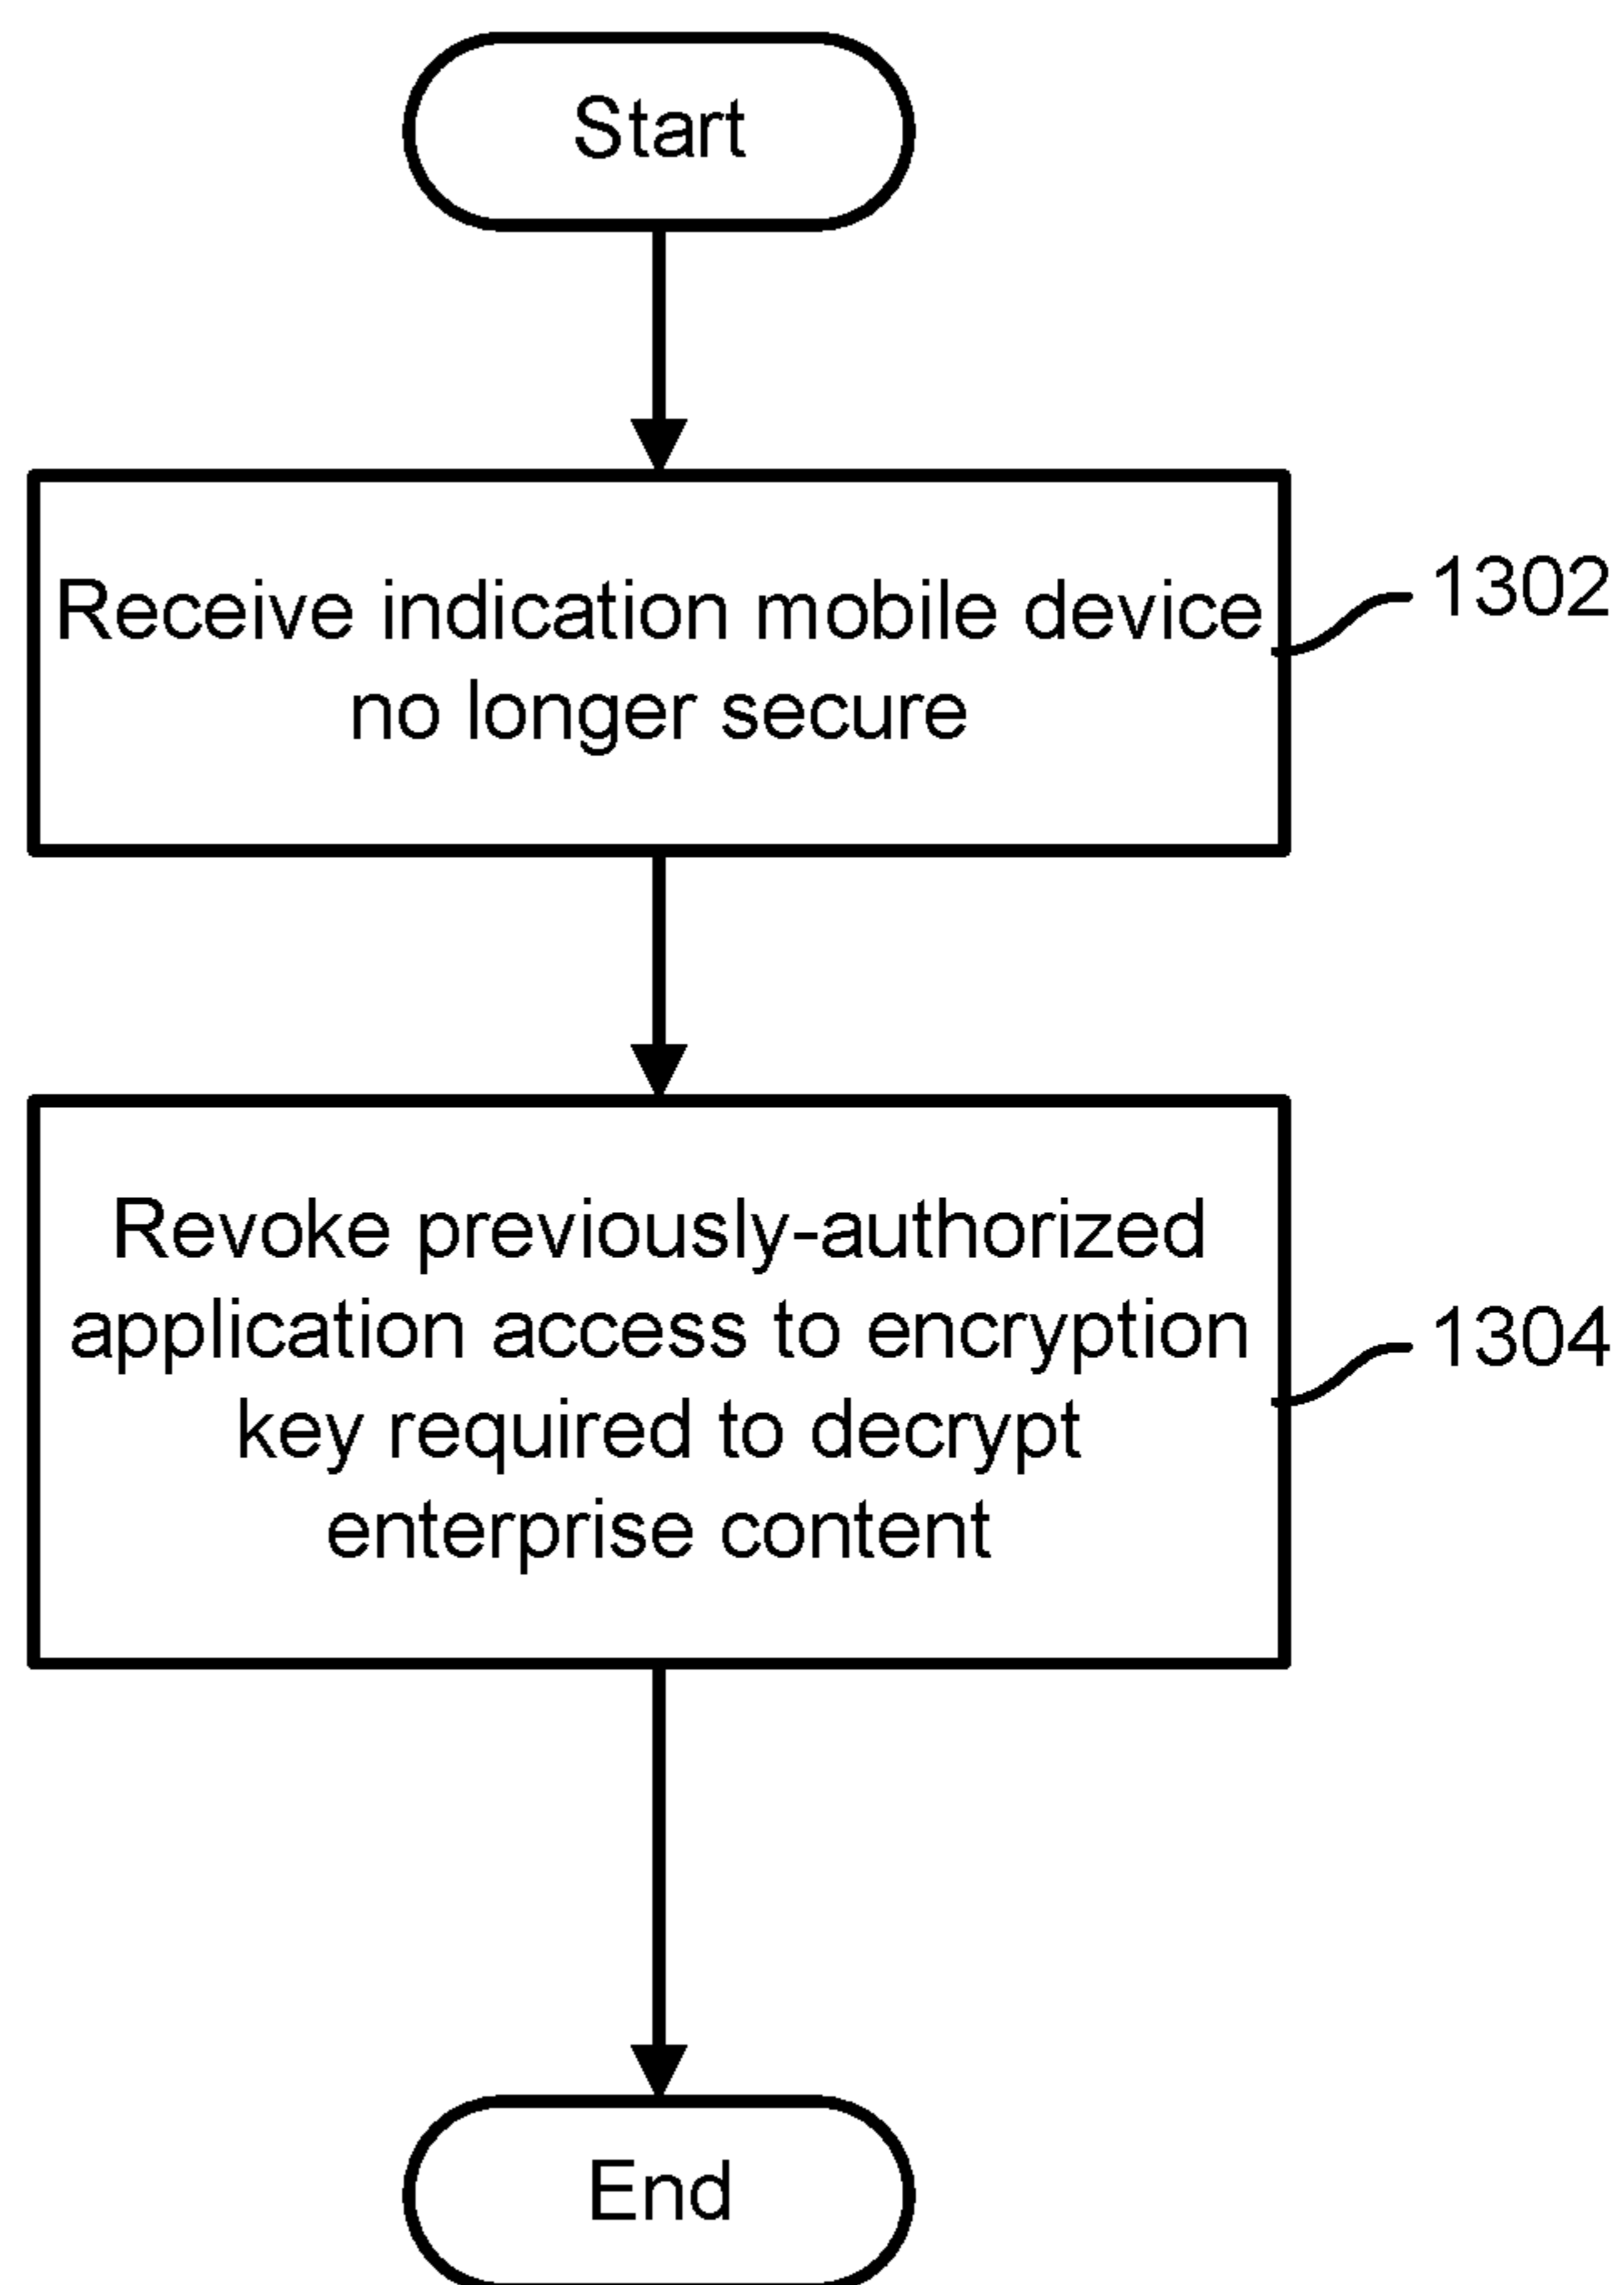 Start
Receive indication mobile device
no longer secure
1302
Revoke previously-authorized
application access to encryption
key required to decrypt
enterprise content
1304
End